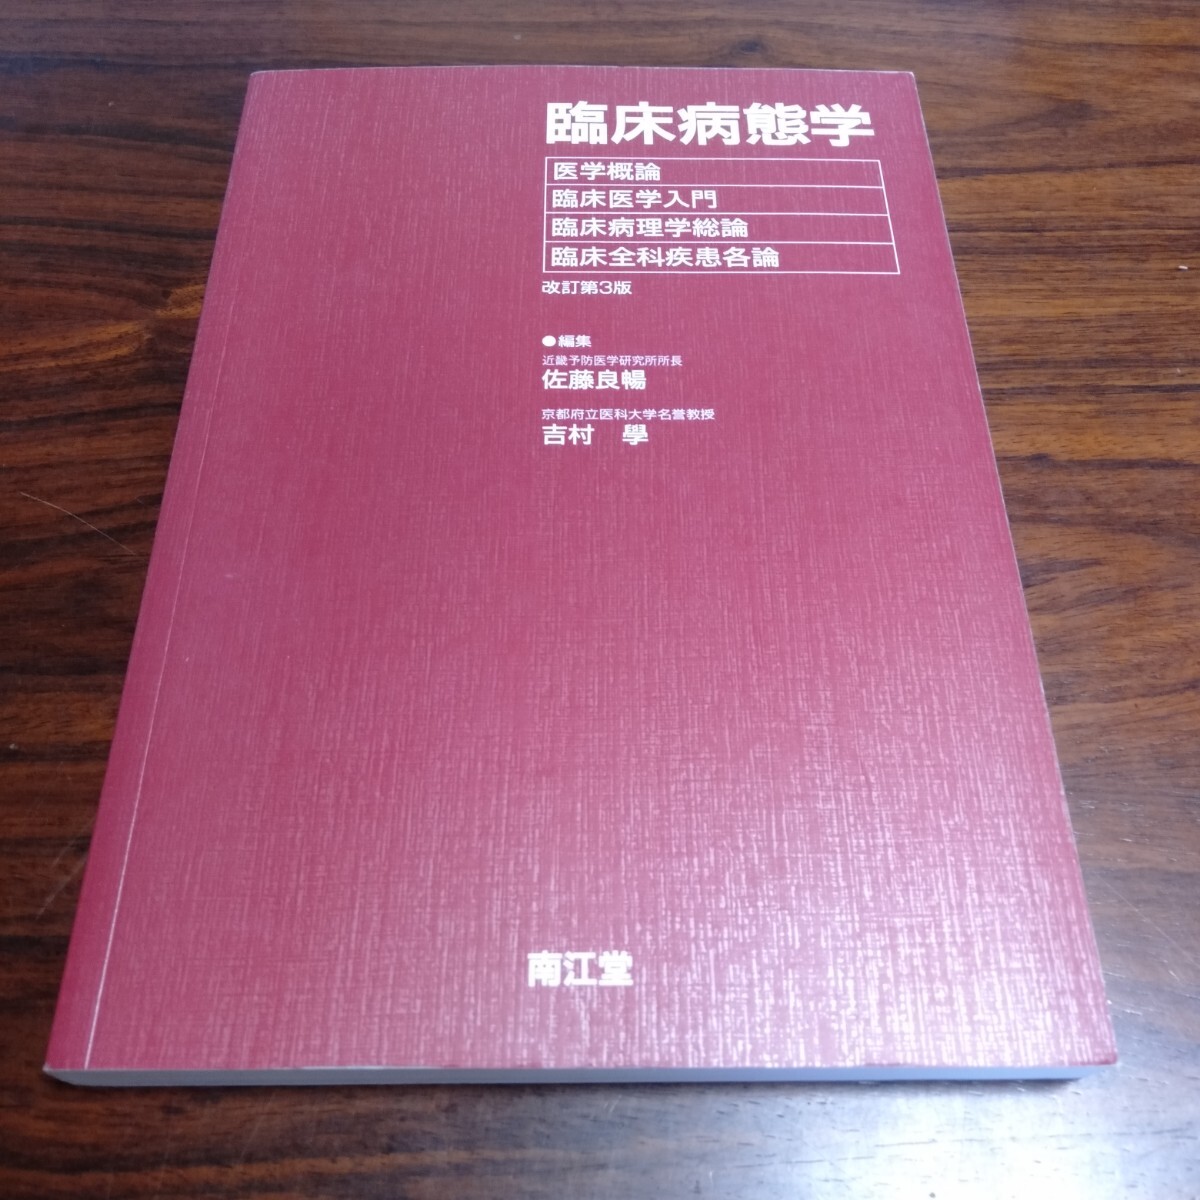 臨床病態学
医学概論
臨床医学入門
臨床病理学総論
臨床全科疾患各論
改訂第3版
●編集
近畿予防医学研究所所長
佐藤良暢
京都府立医科大学名誉教授
吉村 學
南江堂